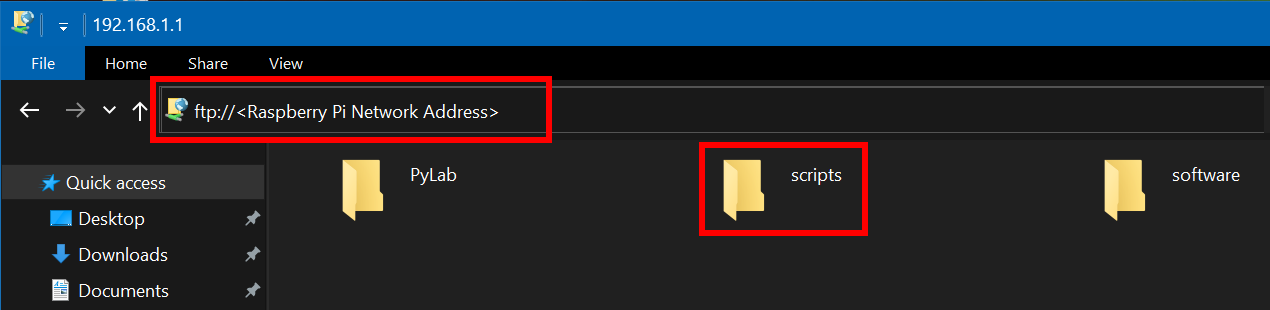 192.168.1.1
File Home Share View
ftp://<Raspberry Pi Network Address>
Quick access
Desktop
Downloads
Documents
PyLab scripts software